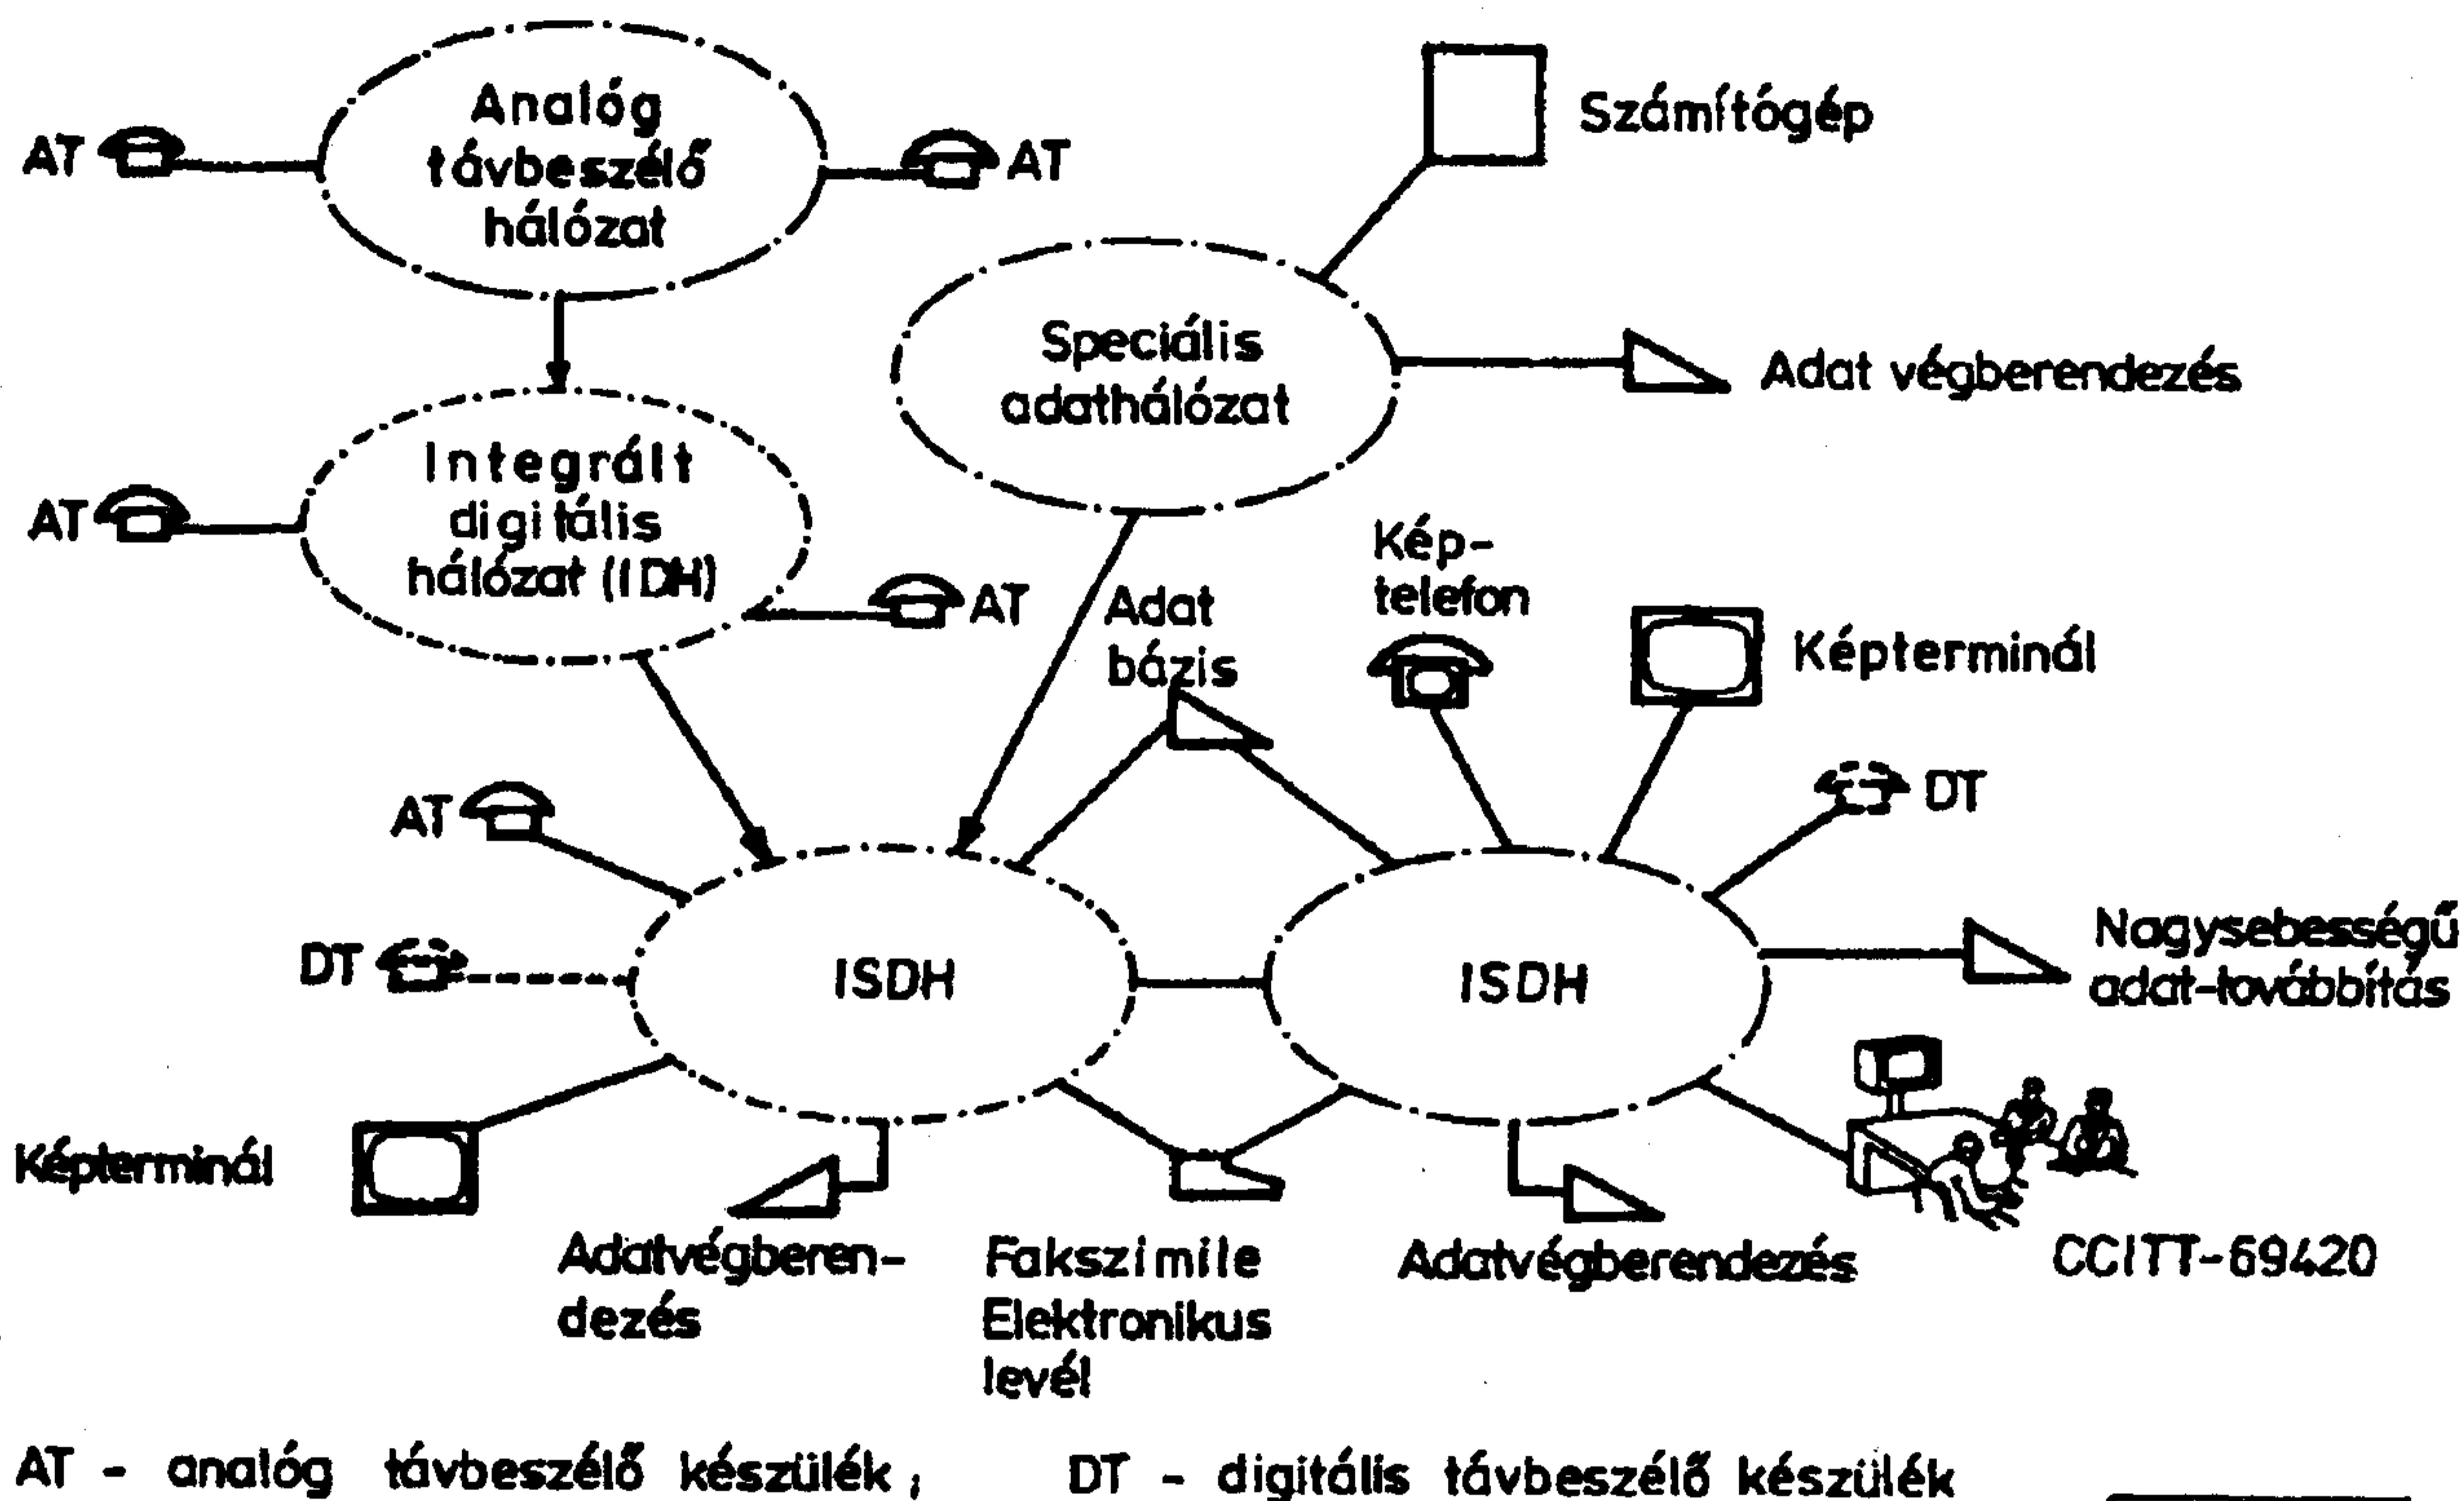 Analóg
távbeszélő
hálózat
AT
AT
Számítógép
Speciális
adathálózat
Adat végberendezés
Integrált
digitális
hálózat (IDH)
AT
AT
Adat
bázis
Kép-
telefon
Képterminál
AT
DT
DT
ISDH
ISDH
Nagysebességű
adat-továbbítás
Képterminál
Adatvégberen-
dezés
Fakszimile
Elektronikus
levél
Adatvégberendezés
CCITT-69420
AT - analóg távbeszélő készülék; DT - digitális távbeszélő készülék